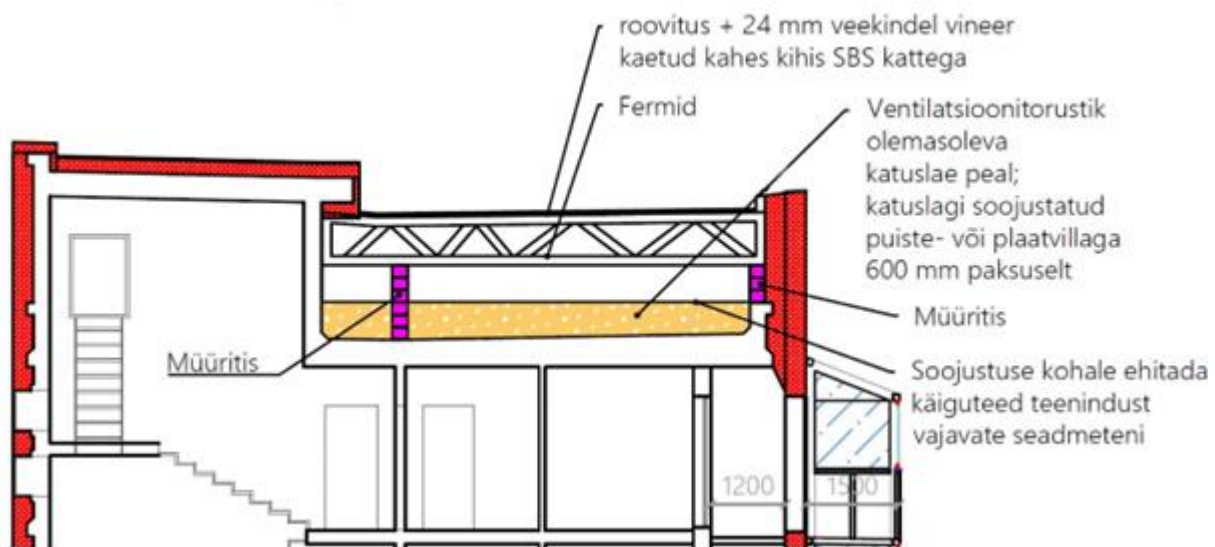 roovitus + 24 mm veekindel vineer
kaetud kahes kihis SBS kattega
Fermid
Ventilatsioonitorustik
olemasoleva
katuslae peal;
katuslagi soojustatud
puiste- või plaatvillaga
600 mm paksuselt
Müüritis
Müüritis
Soojustuse kohale ehitada
käiguteed teenindust
vajavate seadmeteni
1200
1500